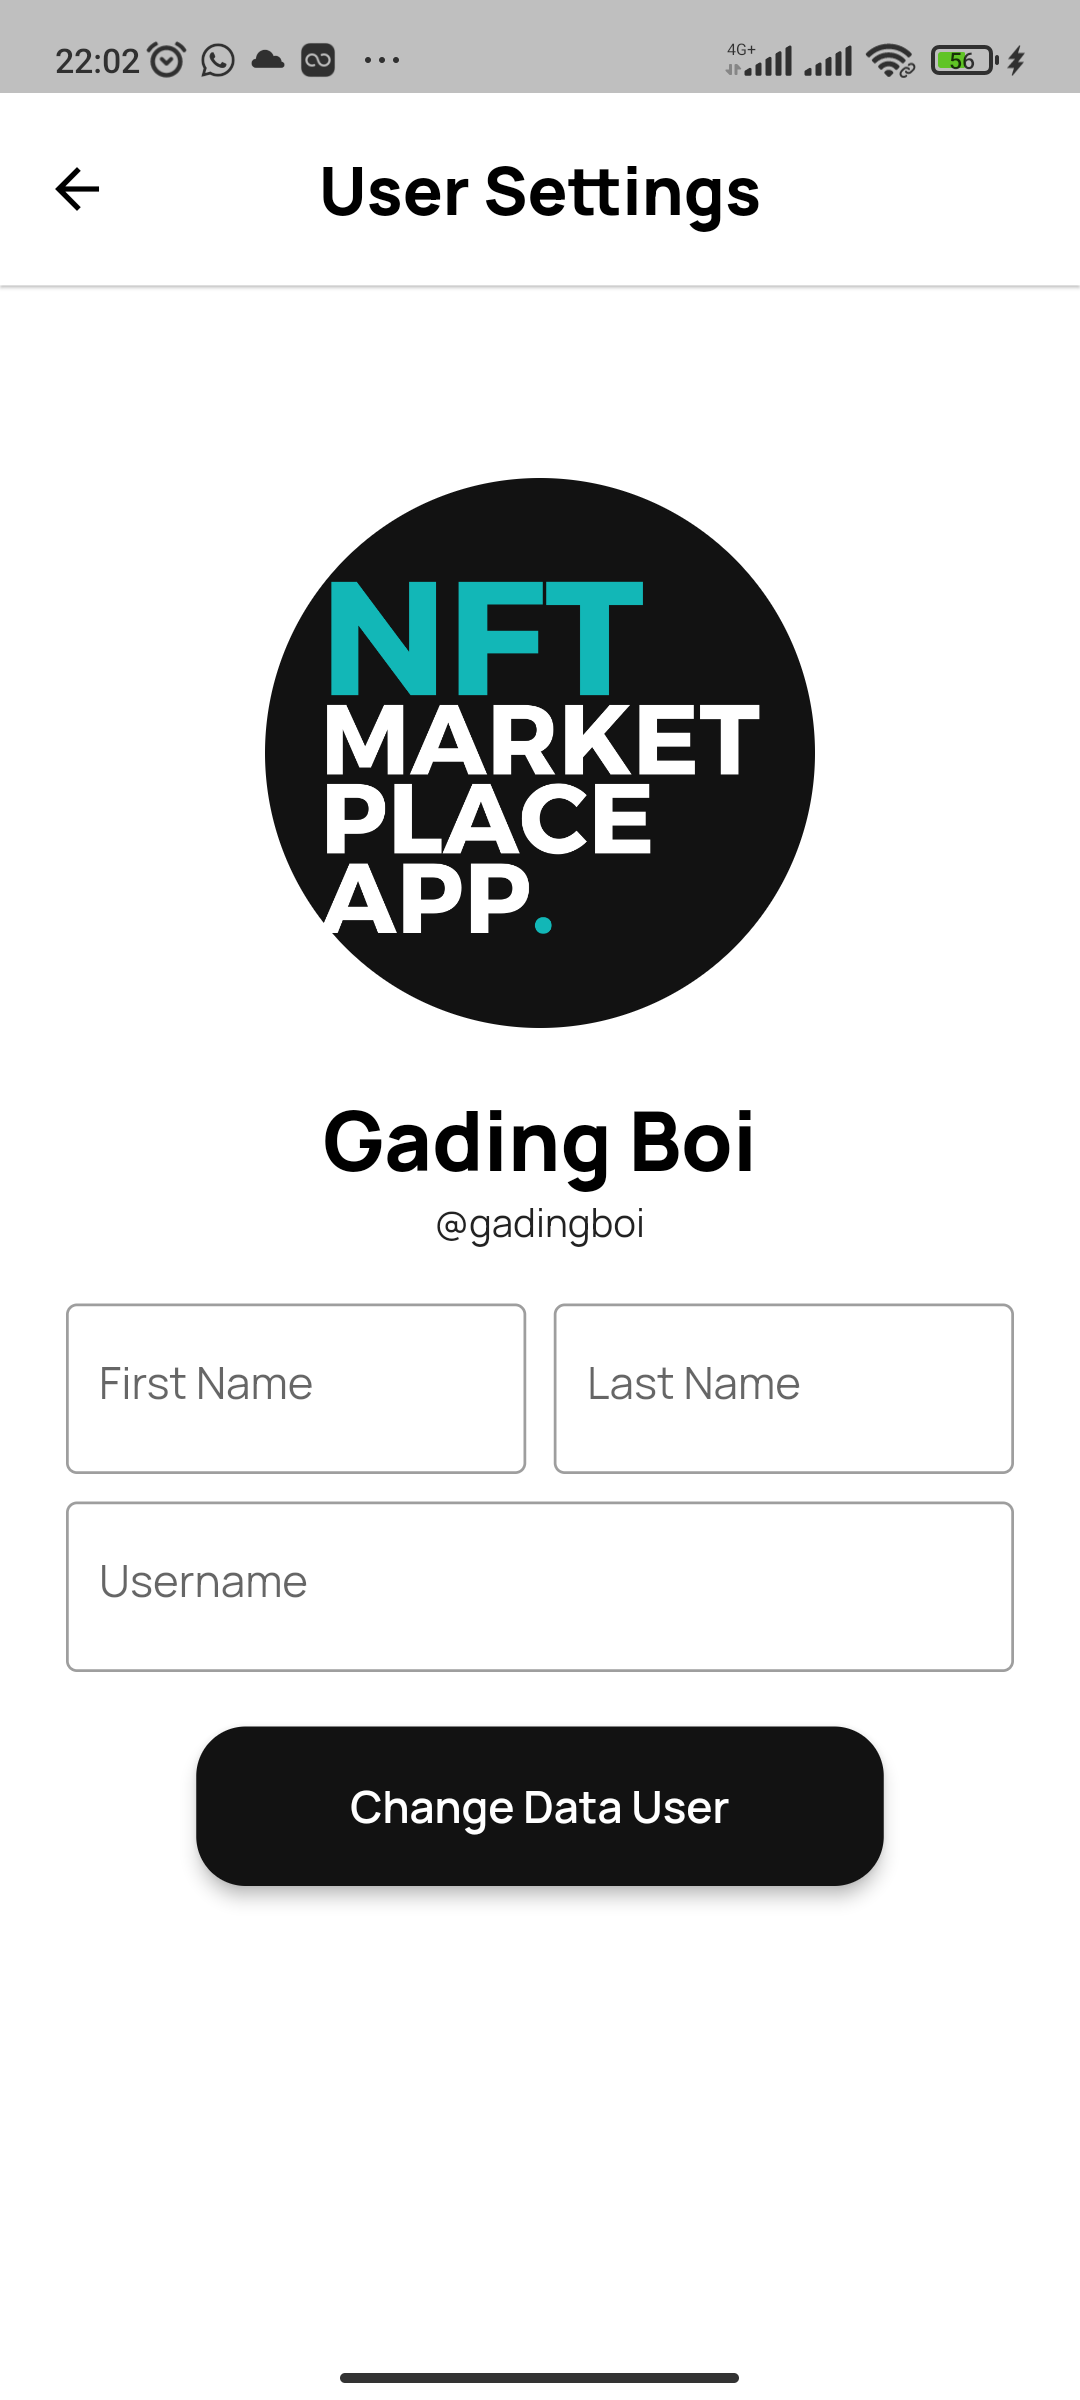 22:02 4G+ 56
User Settings
NFT
MARKET
PLACE
APP.
Gading Boi
@gadingboi
First Name Last Name
Username
Change Data User